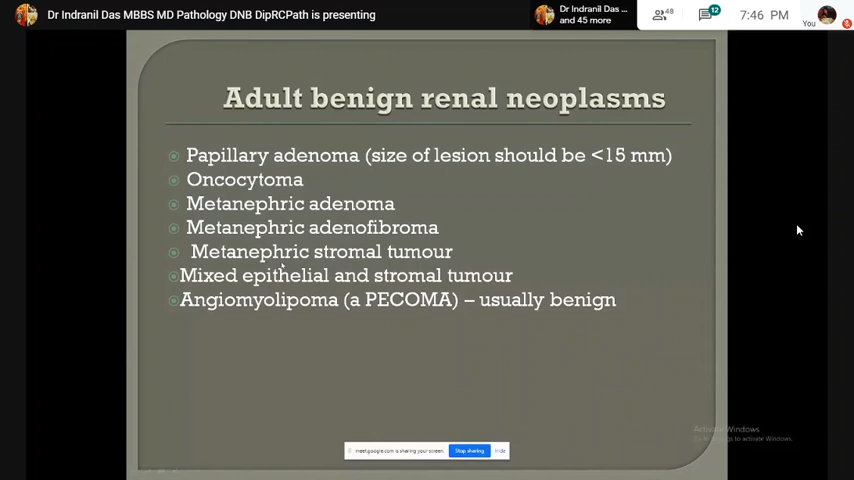 Dr Indranil Das MBBS MD Pathology DNB DipRCPath is presenting
Dr Indranil Das ...
and 45 more
48
12
7:46 PM
You
Adult benign renal neoplasms
Papillary adenoma (size of lesion should be <15 mm)
Oncocytoma
Metanephric adenoma
Metanephric adenofibroma
Metanephric stromal tumour
Mixed epithelial and stromal tumour
Angiomyolipoma (a PECOMA) – usually benign
Activate Windows
to activate Windows.
meet.google.com is sharing your screen.
Stop sharing
Hide